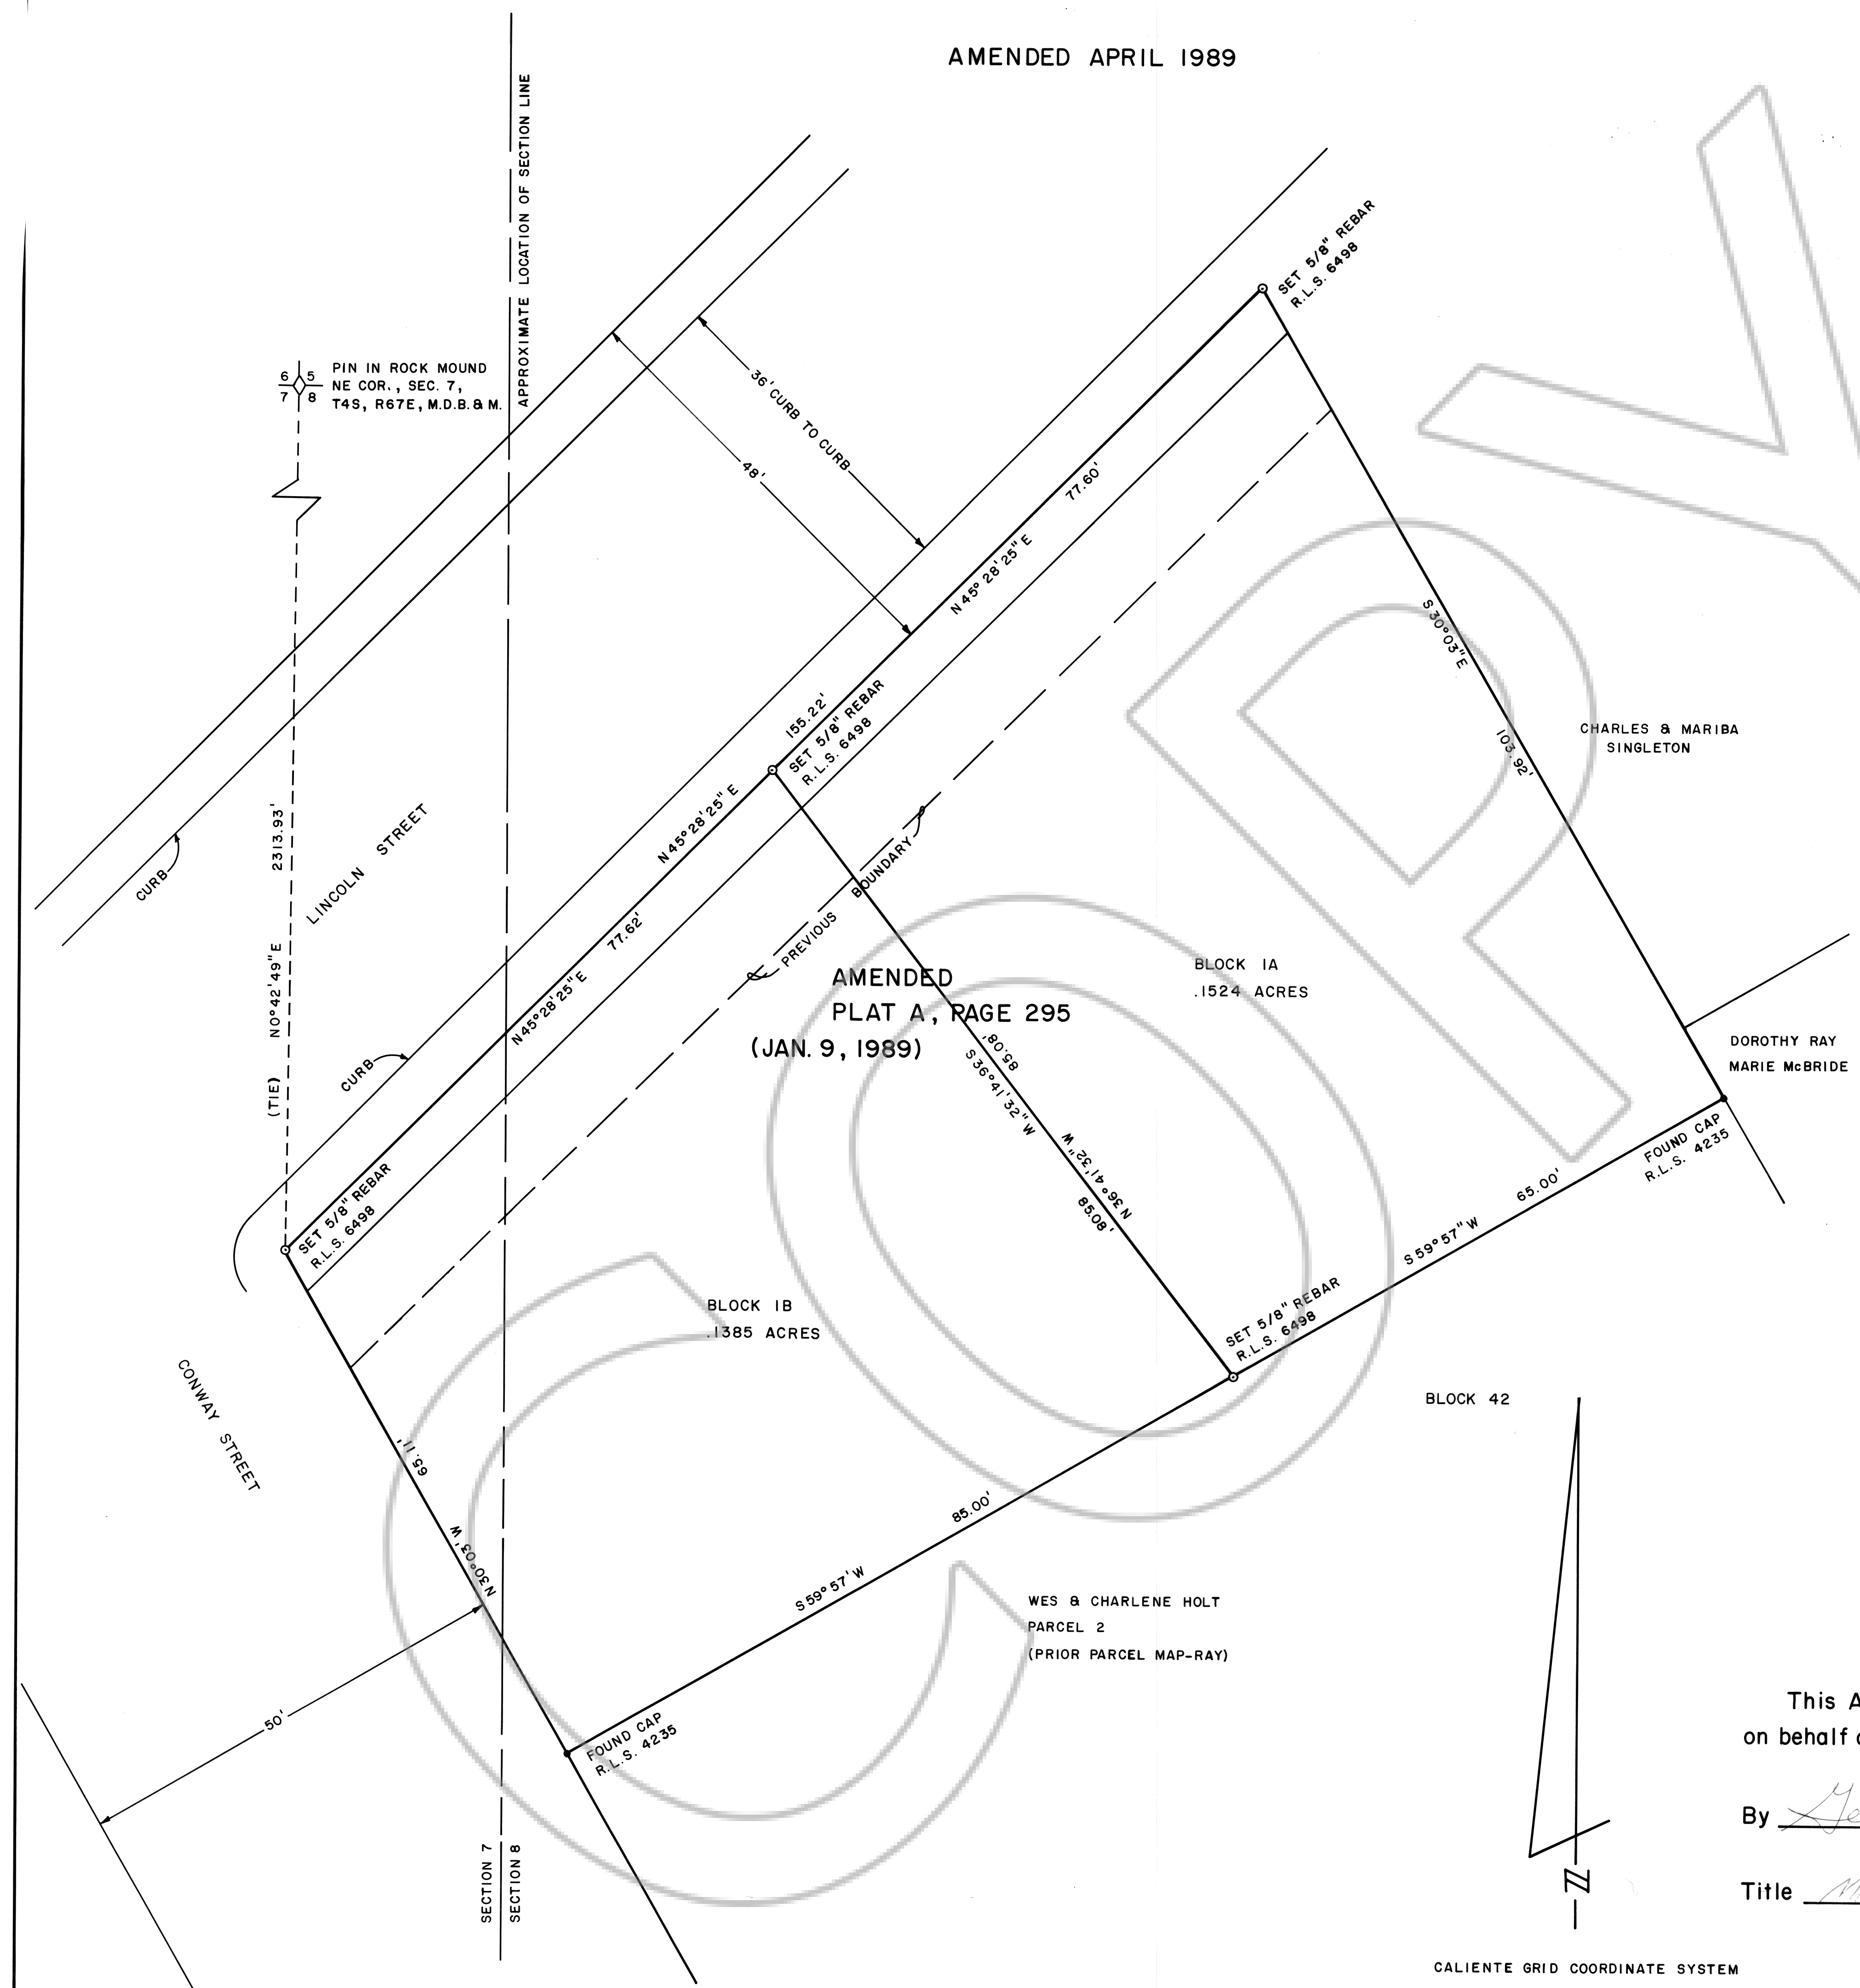 AMENDED APRIL 1989
APPROXIMATE LOCATION OF SECTION LINE
SET 5/8" REBAR
R.L.S. 6498
6 5
7 8
PIN IN ROCK MOUND
NE COR., SEC. 7,
T4S, R67E, M.D.B.& M.
36' CURB TO CURB
48'
77.60'
N 45° 28' 25" E
S 30°03" E
103.92'
CHARLES & MARIBA
SINGLETON
155.22'
SET 5/8" REBAR
R.L.S. 6498
N 45° 28' 25" E
2313.93'
N0°42'49"E
(TIE)
LINCOLN STREET
CURB
77.62'
N45°28'25"E
CURB
PREVIOUS BOUNDARY
AMENDED
PLAT A, PAGE 295
(JAN. 9, 1989)
BLOCK 1A
.1524 ACRES
85.08'
S 36°41'32" W
N 36°41'32" W
85.08'
DOROTHY RAY
MARIE McBRIDE
FOUND CAP
R.L.S. 4235
65.00'
S 59°57" W
SET 5/8" REBAR
R.L.S. 6498
SET 5/8" REBAR
R.L.S. 6498
BLOCK 1B
.1385 ACRES
CONWAY STREET
65.11'
N30°03' W
BLOCK 42
85.00'
S 59°57' W
WES & CHARLENE HOLT
PARCEL 2
(PRIOR PARCEL MAP-RAY)
50'
FOUND CAP
R.L.S. 4235
SECTION 7
SECTION 8
N
CALIENTE GRID COORDINATE SYSTEM
This A
on behalf
By
Title
COPY